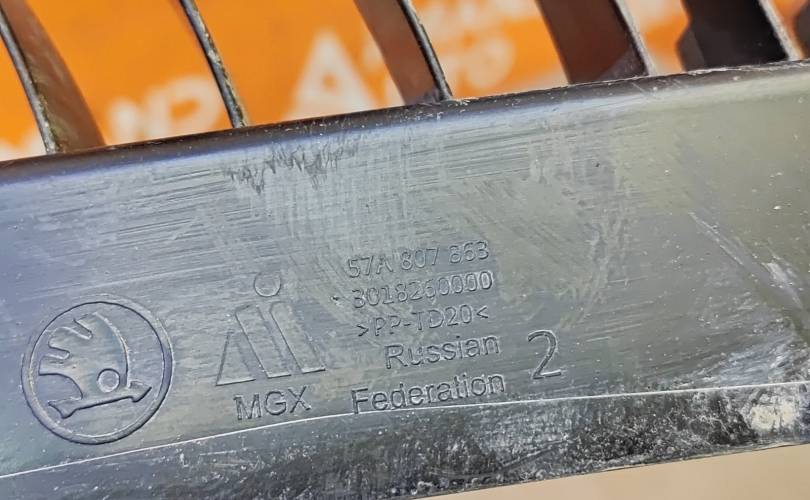 57A 807 863
3018260000
>PP-TD20<
Russian
Federation
2
MGX